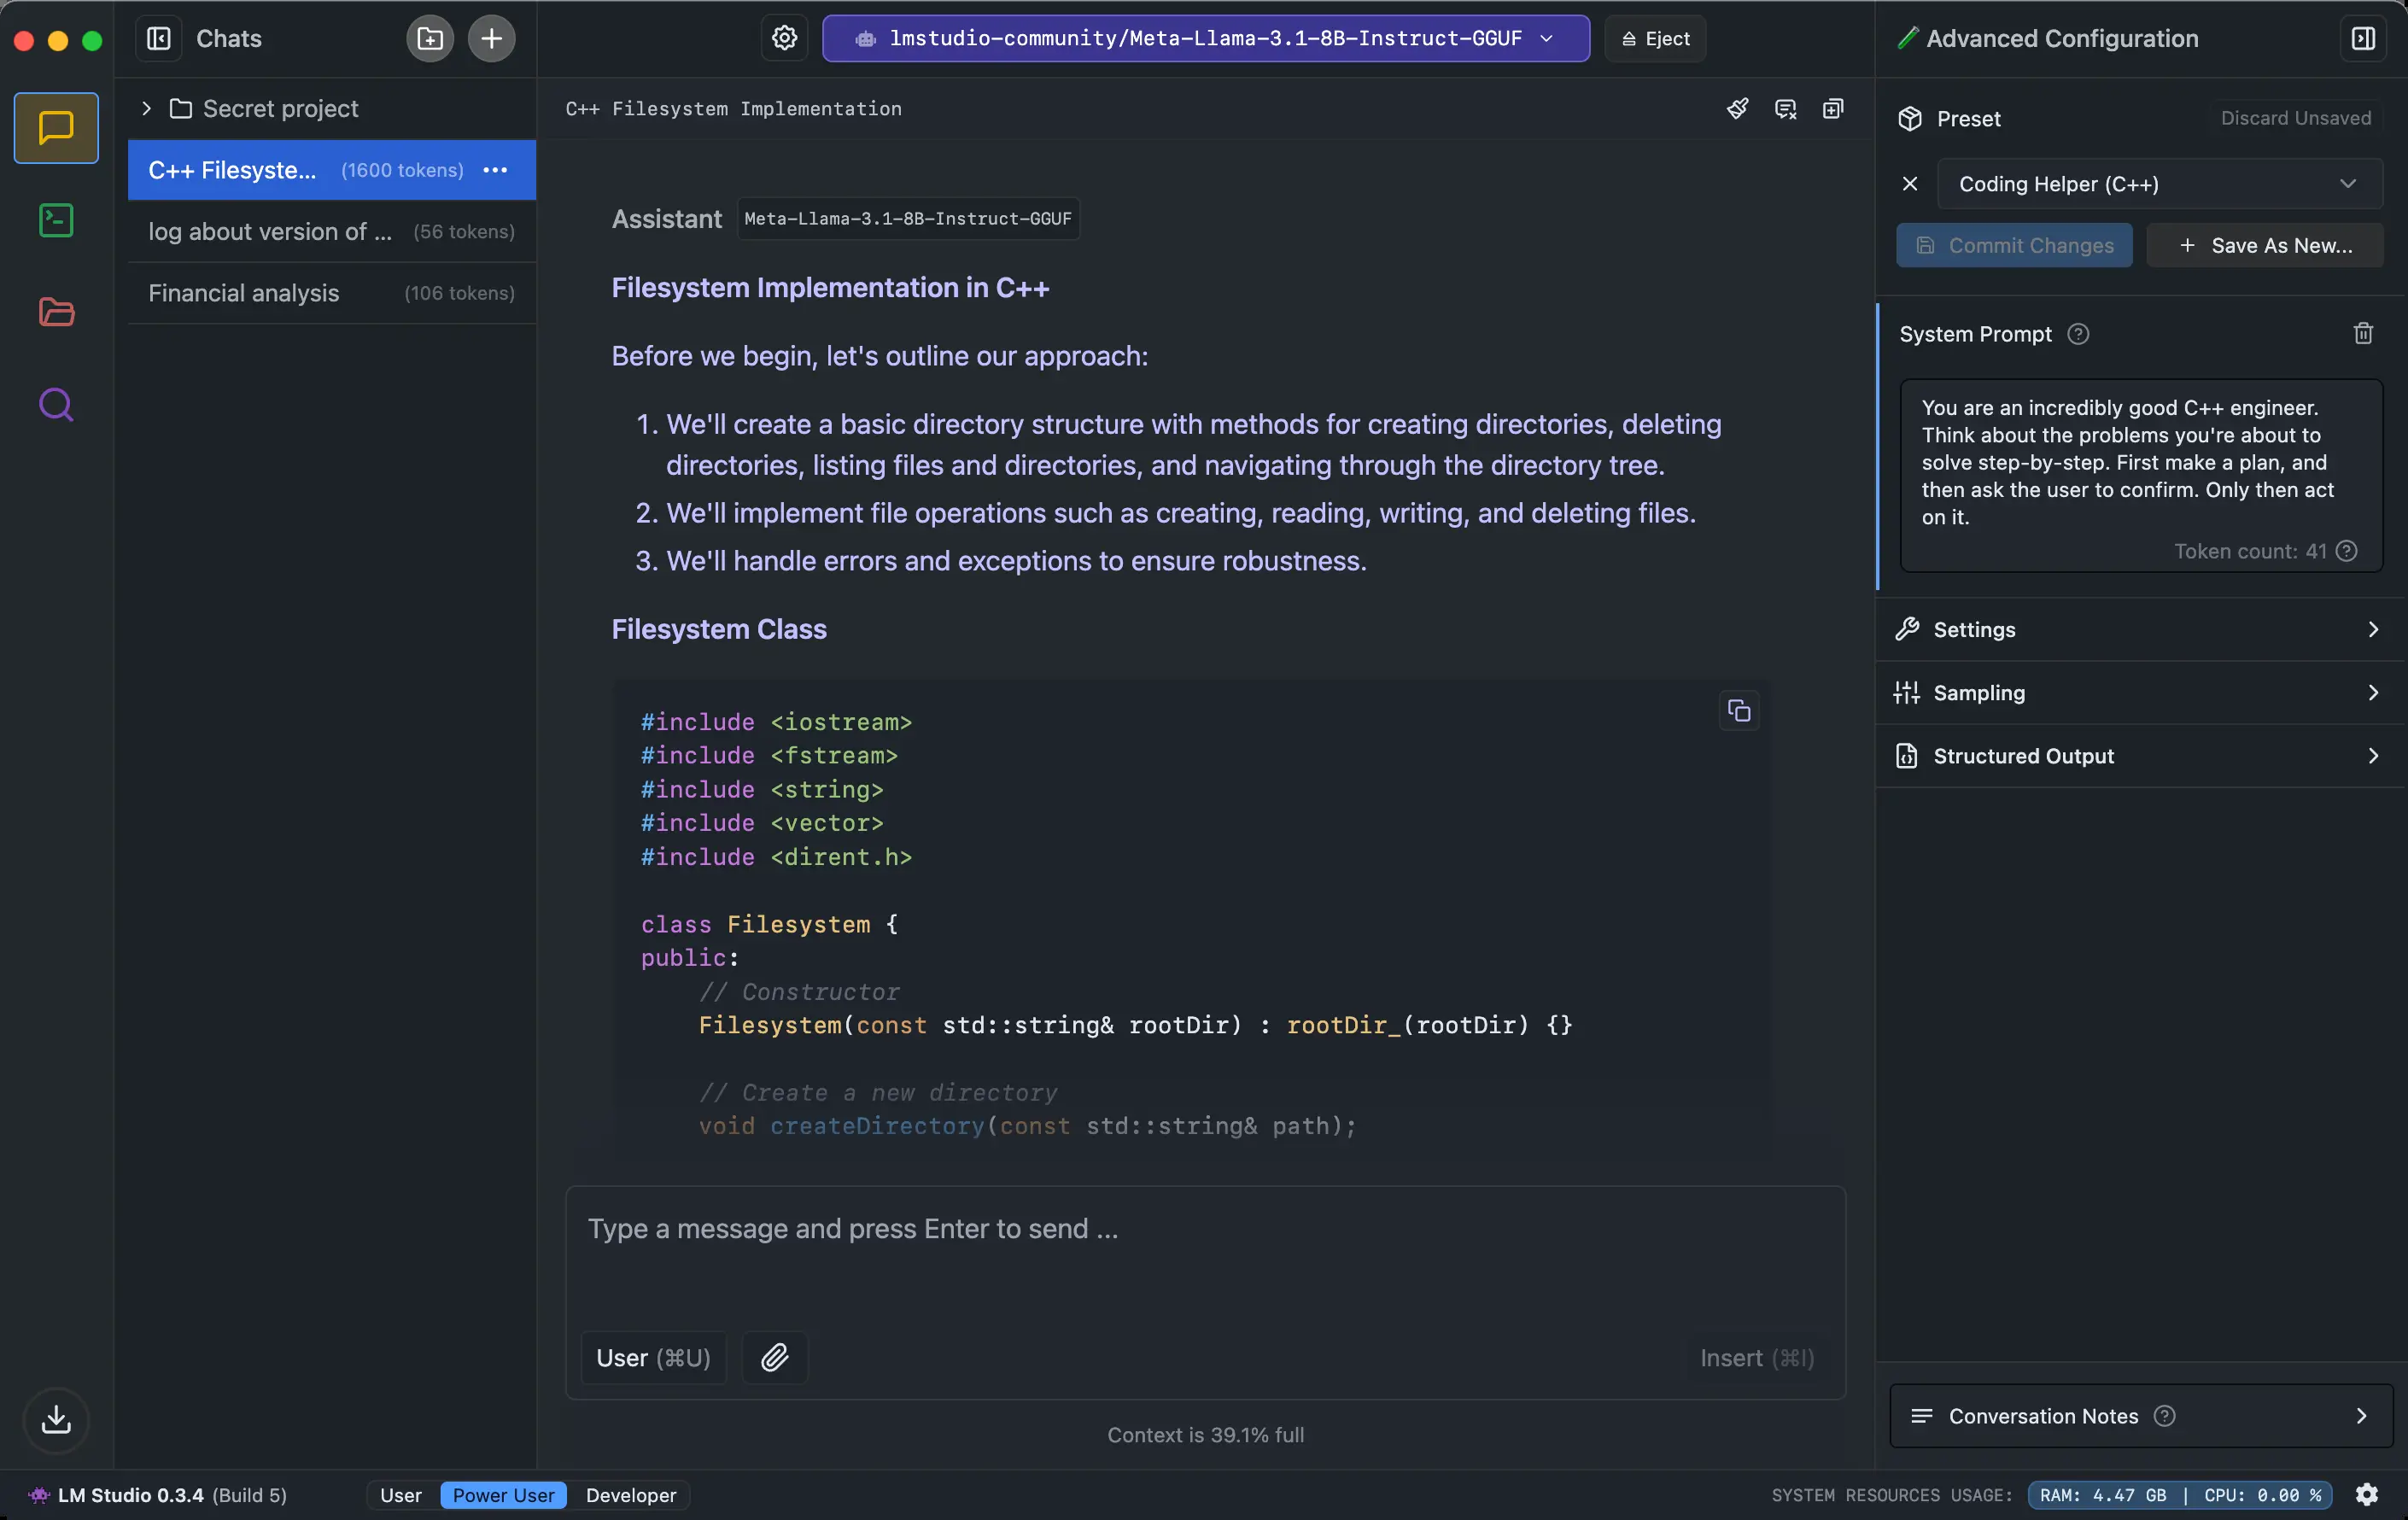 Chats
lmstudio-community/Meta-Llama-3.1-8B-Instruct-GGUF
Eject
Advanced Configuration
Secret project
C++ Filesyste... (1600 tokens)
log about version of ... (56 tokens)
Financial analysis (106 tokens)
C++ Filesystem Implementation
Assistant Meta-Llama-3.1-8B-Instruct-GGUF
Filesystem Implementation in C++
Before we begin, let's outline our approach:
1. We'll create a basic directory structure with methods for creating directories, deleting
directories, listing files and directories, and navigating through the directory tree.
2. We'll implement file operations such as creating, reading, writing, and deleting files.
3. We'll handle errors and exceptions to ensure robustness.
Filesystem Class
#include <iostream>
#include <fstream>
#include <string>
#include <vector>
#include <dirent.h>
class Filesystem {
public:
// Constructor
Filesystem(const std::string& rootDir) : rootDir_(rootDir) {}
// Create a new directory
void createDirectory(const std::string& path);
Type a message and press Enter to send ...
User (⌘U)
Insert (⌘I)
Context is 39.1% full
Preset
Discard Unsaved
Coding Helper (C++)
Commit Changes
+ Save As New...
System Prompt
You are an incredibly good C++ engineer.
Think about the problems you're about to
solve step-by-step. First make a plan, and
then ask the user to confirm. Only then act
on it.
Token count: 41
Settings
Sampling
Structured Output
Conversation Notes
LM Studio 0.3.4 (Build 5)
User
Power User
Developer
SYSTEM RESOURCES USAGE:
RAM: 4.47 GB | CPU: 0.00 %